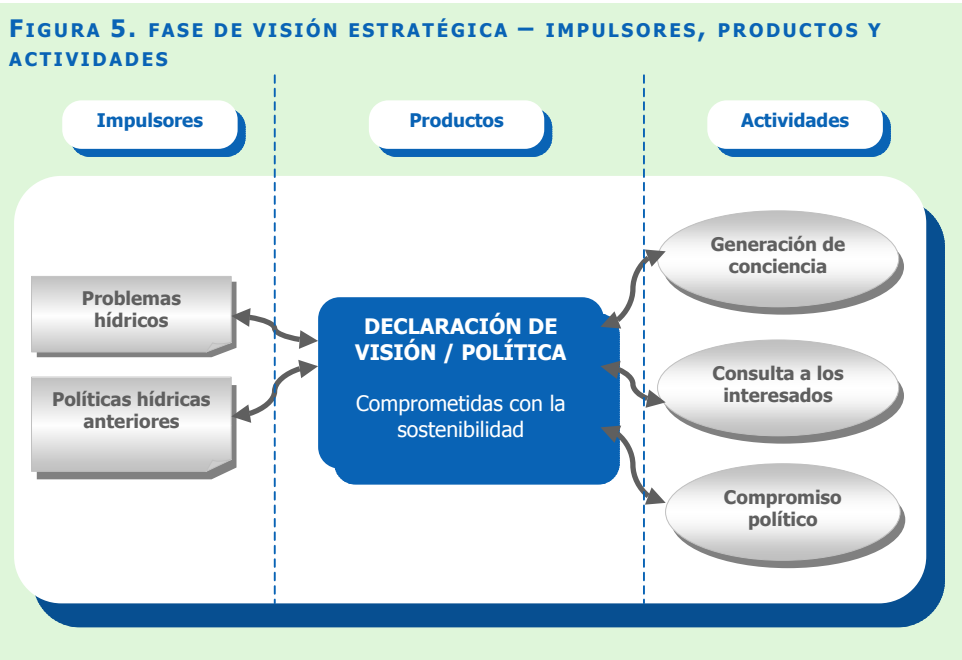 FIGURA 5. FASE DE VISIÓN ESTRATÉGICA – IMPULSORES, PRODUCTOS Y
ACTIVIDADES
Impulsores
Productos
Actividades
Problemas
hídricos
Políticas hídricas
anteriores
DECLARACIÓN DE
VISIÓN / POLÍTICA
Comprometidas con la
sostenibilidad
Generación de
conciencia
Consulta a los
interesados
Compromiso
político